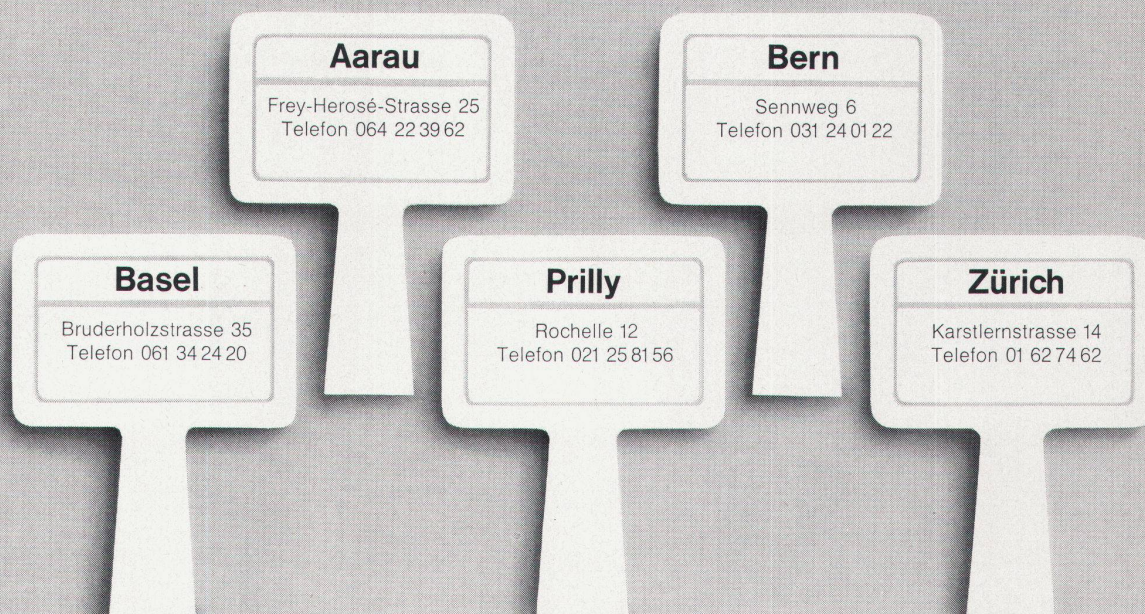 Aarau
Frey-Herosé-Strasse 25
Telefon 064 22 39 62
Bern
Sennweg 6
Telefon 031 24 01 22
Basel
Bruderholzstrasse 35
Telefon 061 34 24 20
Prilly
Rochelle 12
Telefon 021 25 81 56
Zürich
Karstlernstrasse 14
Telefon 01 62 74 62